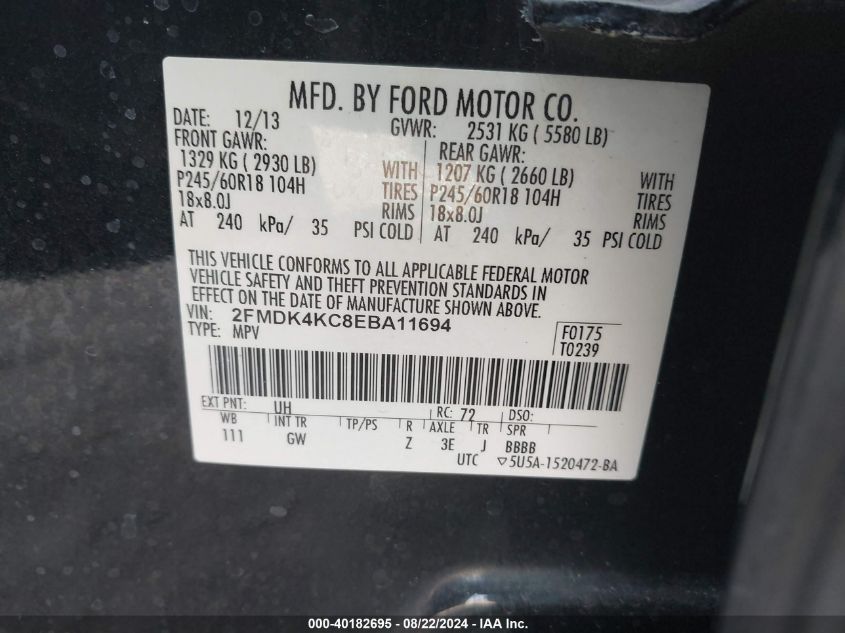 MFD. BY FORD MOTOR CO.
DATE: 12/13 GVWR: 2531 KG ( 5580 LB)
FRONT GAWR: REAR GAWR:
1329 KG ( 2930 LB) WITH 1207 KG ( 2660 LB) WITH
P245/60R18 104H TIRES P245/60R18 104H TIRES
18x8.0J RIMS 18x8.0J RIMS
AT 240 kPa/ 35 PSI COLD AT 240 kPa/ 35 PSI COLD
THIS VEHICLE CONFORMS TO ALL APPLICABLE FEDERAL MOTOR
VEHICLE SAFETY AND THEFT PREVENTION STANDARDS IN
EFFECT ON THE DATE OF MANUFACTURE SHOWN ABOVE.
VIN: 2FMDK4KC8EBA11694 F0175
TYPE: MPV T0239
EXT PNT: UH RC: 72 DSO:
WB INT TR TP/PS R AXLE TR SPR
111 GW Z 3E J BBBB
UTC ▽5U5A-1520472-BA
000-40182695 - 08/22/2024 - IAAI, Inc.